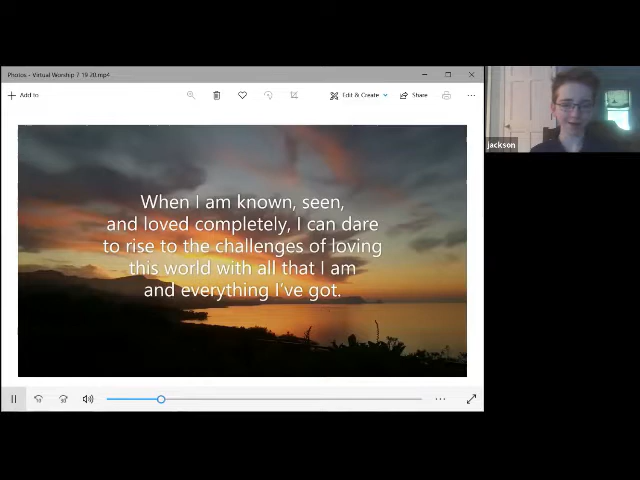 Photos - Virtual Worship 7 19 20.mp4
Add to
Edit & Create
Share
When I am known, seen,
and loved completely, I can dare
to rise to the challenges of loving
this world with all that I am
and everything I've got.
jackson
10
30